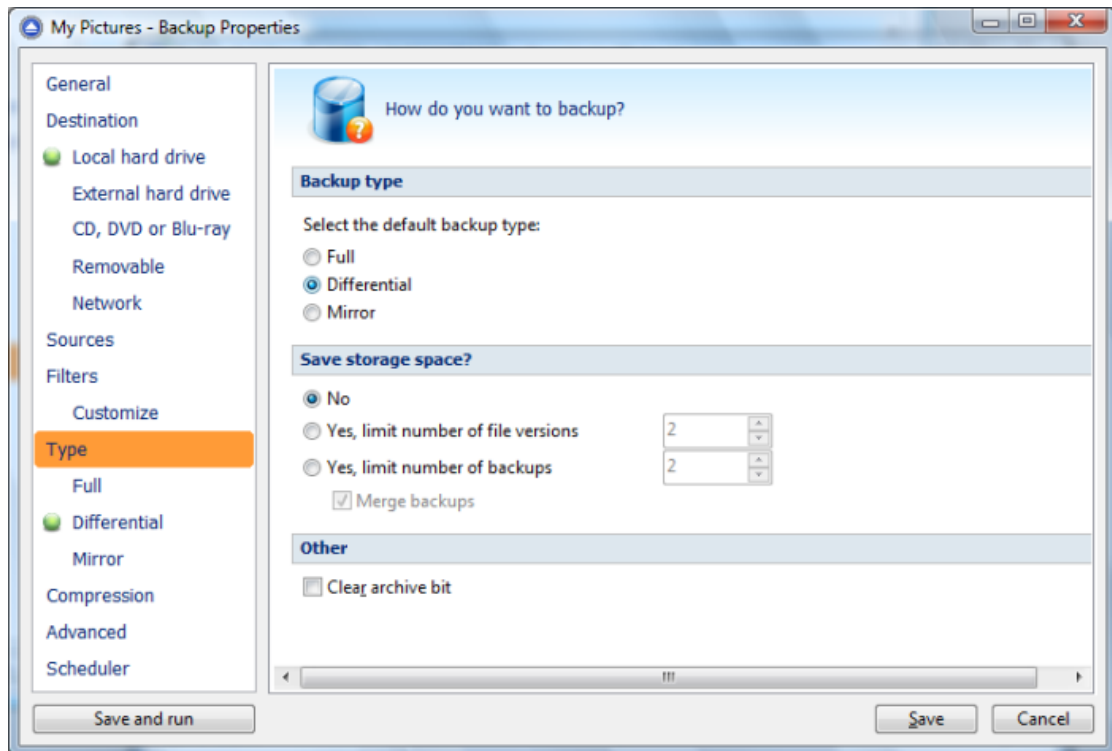 My Pictures - Backup Properties
General
Destination
Local hard drive
External hard drive
CD, DVD or Blu-ray
Removable
Network
Sources
Filters
Customize
Type
Full
Differential
Mirror
Compression
Advanced
Scheduler
How do you want to backup?
Backup type
Select the default backup type:
Full
Differential
Mirror
Save storage space?
No
Yes, limit number of file versions 2
Yes, limit number of backups 2
Merge backups
Other
Clear archive bit
Save and run
Save
Cancel